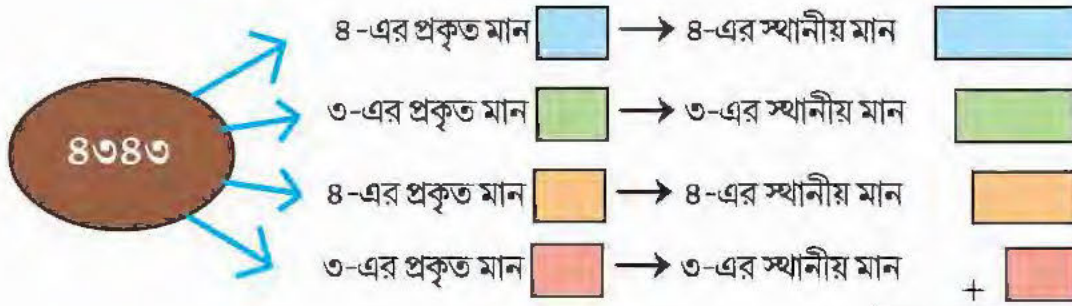 ৪-এর প্রকৃত মান → ৪-এর স্থানীয় মান
৩-এর প্রকৃত মান → ৩-এর স্থানীয় মান
৪৩৪৩
৪-এর প্রকৃত মান → ৪-এর স্থানীয় মান
৩-এর প্রকৃত মান → ৩-এর স্থানীয় মান +